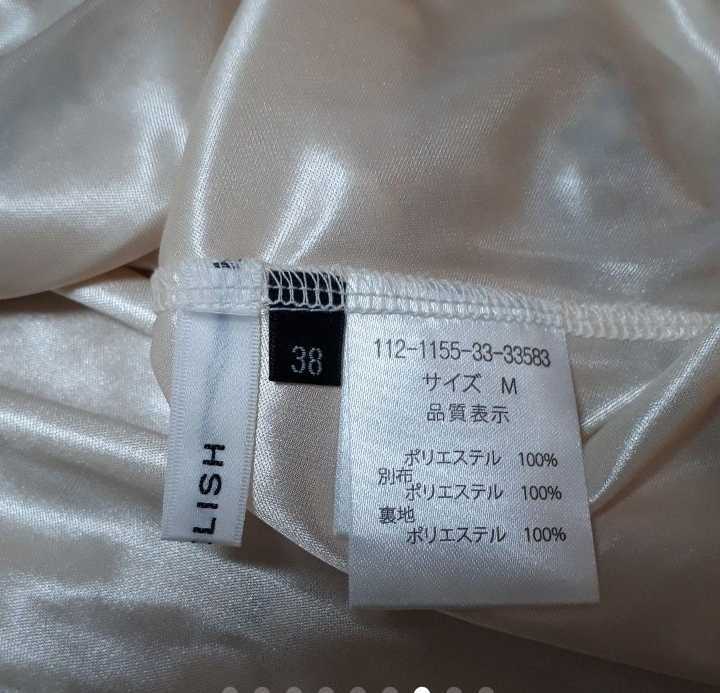 LISH
38
112-1155-33-33583
サイズ M
品質表示
ポリエステル 100%
別布
ポリエステル 100%
裏地
ポリエステル 100%